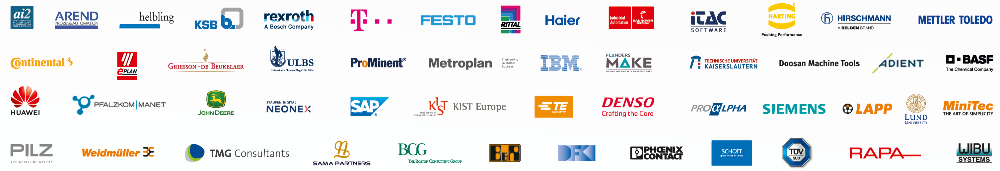 ai2
INSTITUTO DE
AUTOMÁTICA E
INFORMÁTICA
INDUSTRIAL
AREND
PROZESSAUTOMATION
helbling
KSB b
rexroth
A Bosch Company
T
FESTO
RITTAL
Haier
Industrial
Automation
HANNOVER
MESSE
iTAC
SOFTWARE
HARTING
Pushing Performance
HIRSCHMANN
A BELDEN BRAND
METTLER TOLEDO
Continental
ePLAN
GRIESSON - DE BEUKELAER
ULBS
Universitatea "Lucian Blaga" din Sibiu
ProMinent®
Metroplan
Engineering
Customer
Success
IBM®
FLANDERS
MAKE
DRIVING INNOVATION IN MANUFACTURING
TECHNISCHE UNIVERSITÄT
KAISERSLAUTERN
Doosan Machine Tools
ADIENT
BASF
The Chemical Company
HUAWEI
PFALZKOM|MANET
JOHN DEERE
STAUFEN.DIGITAL
NEONEX
SAP®
KIST
Korea Institute of
Science and Technology
KIST Europe
TE
connectivity
DENSO
Crafting the Core
PROαLPHA
SIEMENS
LAPP
LUND
UNIVERSITY
MiniTec
THE ART OF SIMPLICITY
PILZ
THE SPIRIT OF SAFETY
Weidmüller
TMG Consultants
SAMA PARTNERS
BCG
THE BOSTON CONSULTING GROUP
B&R
DFK
PHŒNIX
CONTACT
SCHOTT
glass made of ideas
TÜV
SÜD
RAPA
WIBU
SYSTEMS